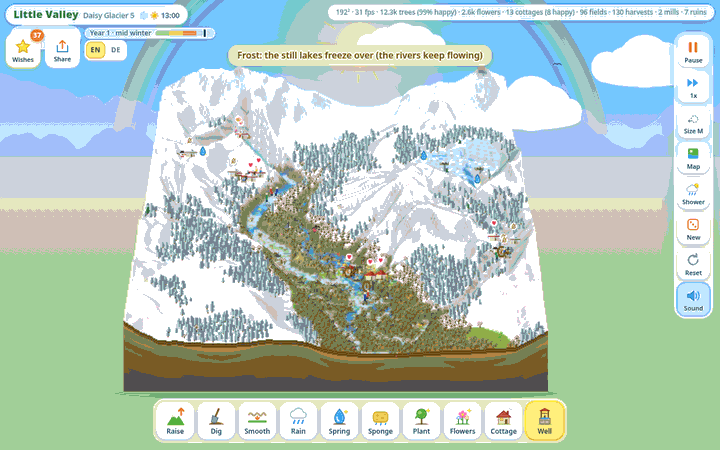 Little Valley Daisy Glacier 5 13:00
192² · 31 fps · 12.3k trees (99% happy) · 2.6k flowers · 13 cottages (8 happy) · 96 fields · 130 harvests · 2 mills · 7 ruins
37
Wishes
Share
Year 1 · mid winter
EN DE
Frost: the still lakes freeze over (the rivers keep flowing)
Pause
1x
Size M
Map
Shower
New
Reset
Sound
Raise Dig Smooth Rain Spring Sponge Plant Flowers Cottage Well